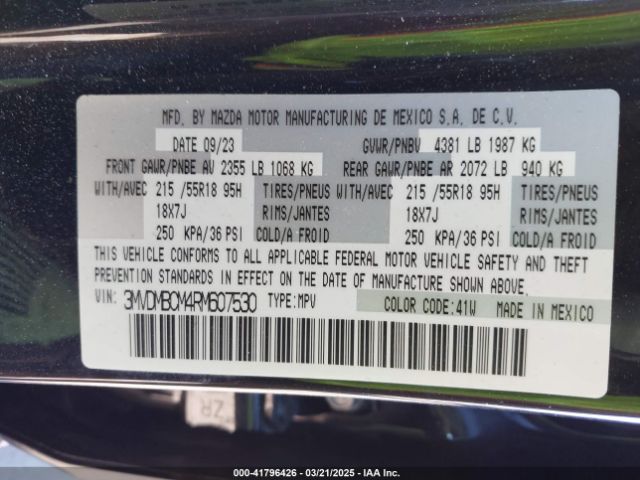 MFD. BY MAZDA MOTOR MANUFACTURING DE MEXICO S.A. DE C.V.
DATE 09/23 GVWR/PNBV 4381 LB 1987 KG
FRONT GAWR/PNBE AV 2355 LB 1068 KG REAR GAWR/PNBE AR 2072 LB 940 KG
WITH/AVEC 215 /55R18 95H TIRES/PNEUS WITH/AVEC 215 /55R18 95H TIRES/PNEUS
18X7J RIMS/JANTES 18X7J RIMS/JANTES
250 KPA/36 PSI COLD/A FROID 250 KPA/36 PSI COLD/A FROID
THIS VEHICLE CONFORMS TO ALL APPLICABLE FEDERAL MOTOR VEHICLE SAFETY AND THEFT
PREVENTION STANDARDS IN EFFECT ON THE DATE OF MANUFACTURE SHOWN ABOVE.
VIN: 3MVDMBCM4RM607530 TYPE:MPV COLOR CODE:41W MADE IN MEXICO
ZR
000-41796426 - 03/21/2025 - IAA Inc.